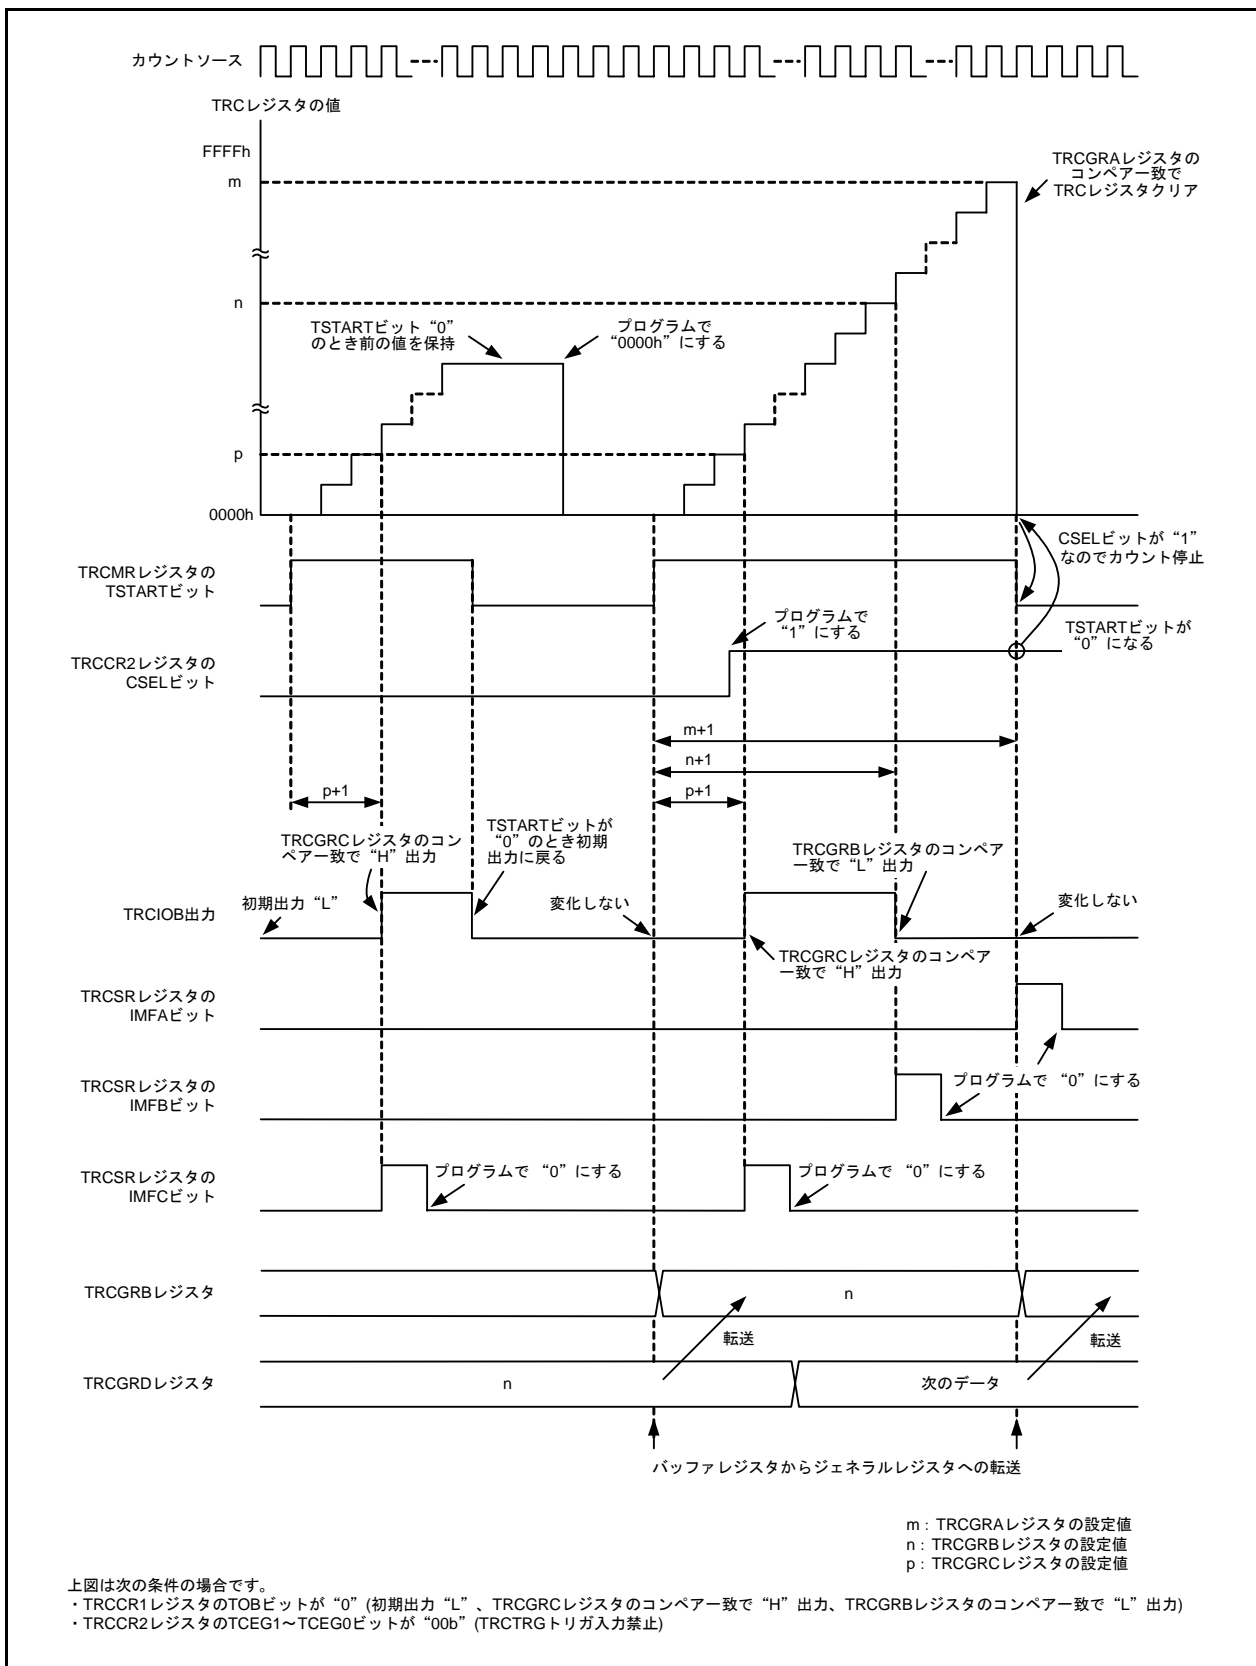 カウントソース
TRCレジスタの値
FFFFh
m
TRCGRAレジスタの
コンペアー致で
TRCレジスタクリア
n
TSTARTビット“0”
のとき前の値を保持
プログラムで
“0000h”にする
p
0000h
CSELビットが“1”
なのでカウント停止
TRCMRレジスタの
TSTARTビット
プログラムで
“1”にする
TSTARTビットが
“0”になる
TRCCR2レジスタの
CSELビット
m+1
n+1
p+1
p+1
TRCGRCレジスタのコン
ペアー致で“H”出力
TSTARTビットが
“0”のとき初期
出力に戻る
TRCGRBレジスタのコンペア
一致で“L”出力
TRCIOB出力
初期出力“L”
変化しない
変化しない
TRCGRCレジスタのコンペア
一致で“H”出力
TRCSRレジスタの
IMFAビット
プログラムで “0”にする
TRCSRレジスタの
IMFBビット
TRCSRレジスタの
IMFCビット
プログラムで “0”にする
プログラムで “0”にする
TRCGRBレジスタ
n
転送
転送
TRCGRDレジスタ
n
次のデータ
バッファレジスタからジェネラルレジスタへの転送
m：TRCGRAレジスタの設定値
n：TRCGRBレジスタの設定値
p：TRCGRCレジスタの設定値
上図は次の条件の場合です。
・TRCCR1レジスタのTOBビットが“0”(初期出力“L”、TRCGRCレジスタのコンペアー致で“H”出力、TRCGRBレジスタのコンペアー致で“L”出力)
・TRCCR2レジスタのTCEG1～TCEG0ビットが“00b”(TRCTRGトリガ入力禁止)